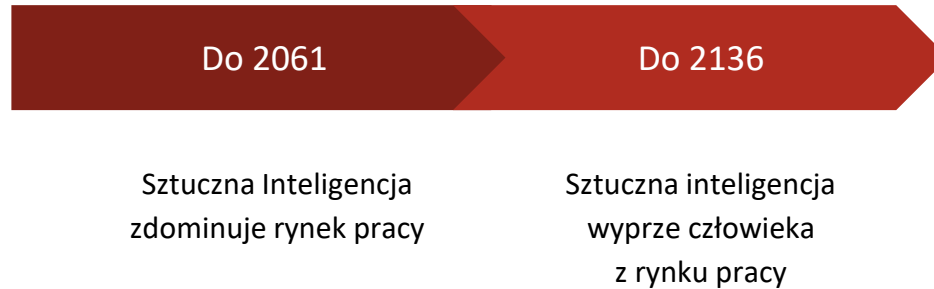 Do 2061
Do 2136
Sztuczna Inteligencja
zdominuje rynek pracy
Sztuczna inteligencja
wyprze człowieka
z rynku pracy